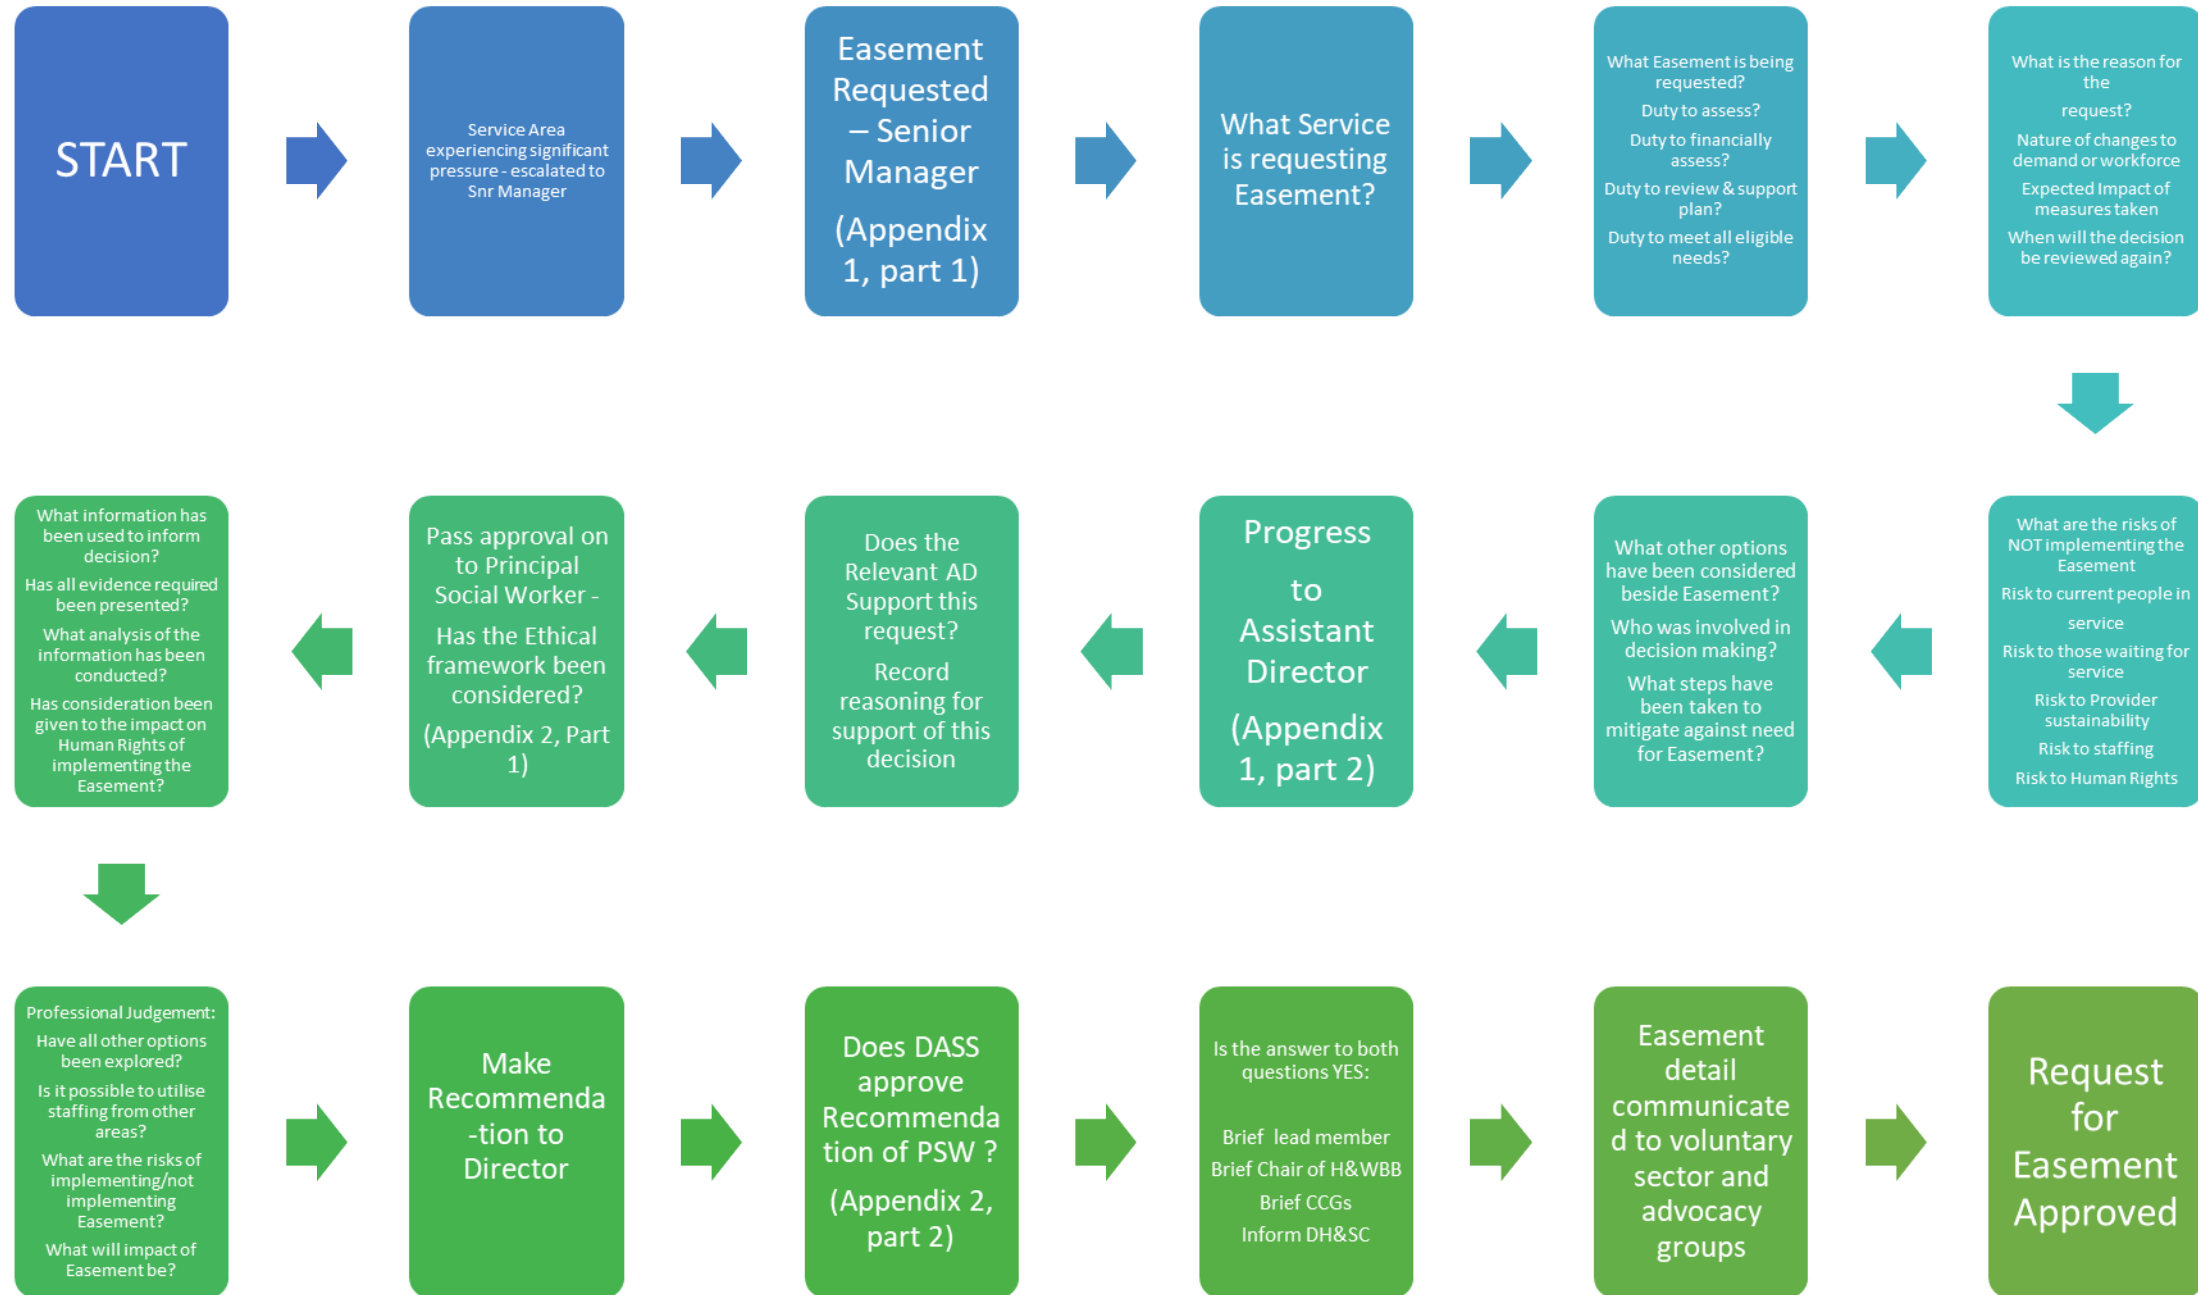 START
Service Area
experiencing significant
pressure - escalated to
Snr Manager
Easement
Requested
– Senior
Manager
(Appendix
1, part 1)
What Service
is requesting
Easement?
What Easement is being
requested?
Duty to assess?
Duty to financially
assess?
Duty to review & support
plan?
Duty to meet all eligible
needs?
What is the reason for
the
request?
Nature of changes to
demand or workforce
Expected Impact of
measures taken
When will the decision
be reviewed again?
What are the risks of
NOT implementing the
Easement
Risk to current people in
service
Risk to those waiting for
service
Risk to Provider
sustainability
Risk to staffing
Risk to Human Rights
What other options
have been considered
beside Easement?
Who was involved in
decision making?
What steps have
been taken to
mitigate against need
for Easement?
Progress
to
Assistant
Director
(Appendix
1, part 2)
Does the
Relevant AD
Support this
request?
Record
reasoning for
support of this
decision
Pass approval on
to Principal
Social Worker -
Has the Ethical
framework been
considered?
(Appendix 2, Part
1)
What information has
been used to inform
decision?
Has all evidence required
been presented?
What analysis of the
information has been
conducted?
Has consideration been
given to the impact on
Human Rights of
implementing the
Easement?
Professional Judgement:
Have all other options
been explored?
Is it possible to utilise
staffing from other
areas?
What are the risks of
implementing/not
implementing
Easement?
What will impact of
Easement be?
Make
Recommenda
-tion to
Director
Does DASS
approve
Recommenda
tion of PSW ?
(Appendix 2,
part 2)
Is the answer to both
questions YES:
Brief lead member
Brief Chair of H&WBB
Brief CCGs
Inform DH&SC
Easement
detail
communicate
d to voluntary
sector and
advocacy
groups
Request
for
Easement
Approved